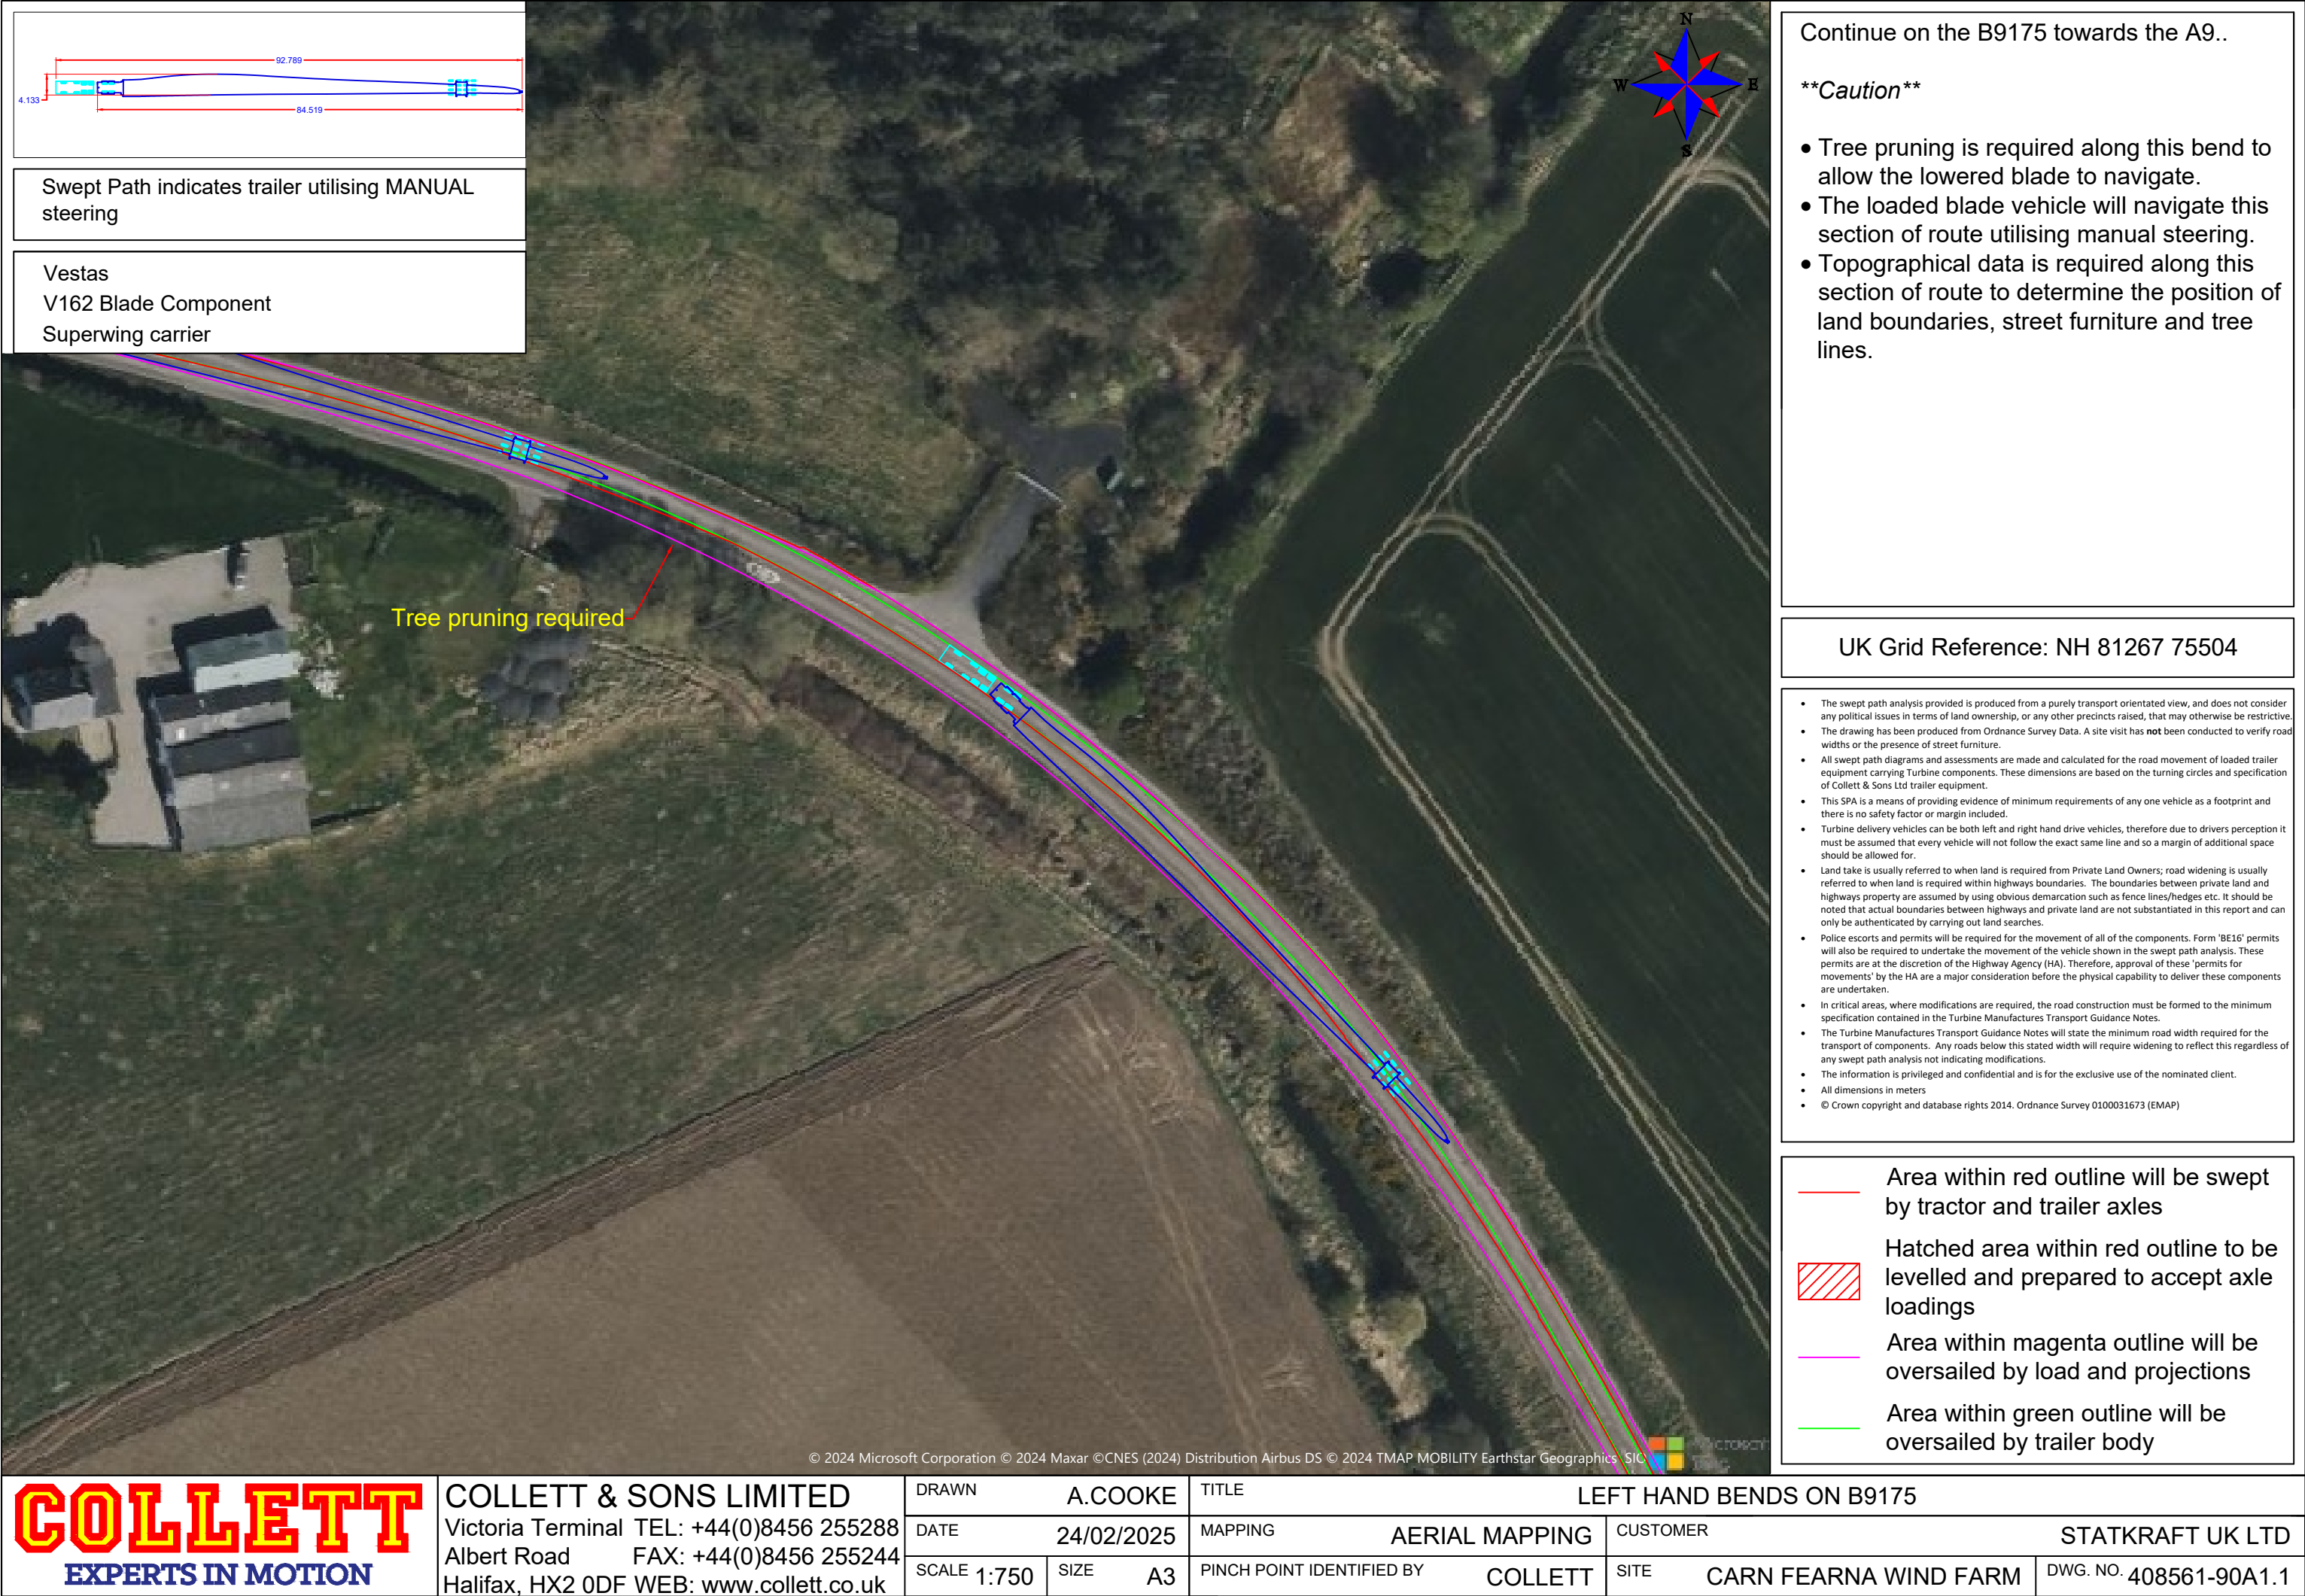 92.789
4.133
84.519
Swept Path indicates trailer utilising MANUAL
steering
Vestas
V162 Blade Component
Superwing carrier
N
W
E
S
Tree pruning required
© 2024 Microsoft Corporation © 2024 Maxar ©CNES (2024) Distribution Airbus DS © 2024 TMAP MOBILITY Earthstar Geographics SIO
Continue on the B9175 towards the A9..
**Caution**
• Tree pruning is required along this bend to
allow the lowered blade to navigate.
• The loaded blade vehicle will navigate this
section of route utilising manual steering.
• Topographical data is required along this
section of route to determine the position of
land boundaries, street furniture and tree
lines.
UK Grid Reference: NH 81267 75504
• The swept path analysis provided is produced from a purely transport orientated view, and does not consider
any political issues in terms of land ownership, or any other precincts raised, that may otherwise be restrictive.
• The drawing has been produced from Ordnance Survey Data. A site visit has not been conducted to verify road
widths or the presence of street furniture.
• All swept path diagrams and assessments are made and calculated for the road movement of loaded trailer
equipment carrying Turbine components. These dimensions are based on the turning circles and specification
of Collett & Sons Ltd trailer equipment.
• This SPA is a means of providing evidence of minimum requirements of any one vehicle as a footprint and
there is no safety factor or margin included.
• Turbine delivery vehicles can be both left and right hand drive vehicles, therefore due to drivers perception it
must be assumed that every vehicle will not follow the exact same line and so a margin of additional space
should be allowed for.
• Land take is usually referred to when land is required from Private Land Owners; road widening is usually
referred to when land is required within highways boundaries. The boundaries between private land and
highways property are assumed by using obvious demarcation such as fence lines/hedges etc. It should be
noted that actual boundaries between highways and private land are not substantiated in this report and can
only be authenticated by carrying out land searches.
• Police escorts and permits will be required for the movement of all of the components. Form 'BE16' permits
will also be required to undertake the movement of the vehicle shown in the swept path analysis. These
permits are at the discretion of the Highway Agency (HA). Therefore, approval of these 'permits for
movements' by the HA are a major consideration before the physical capability to deliver these components
are undertaken.
• In critical areas, where modifications are required, the road construction must be formed to the minimum
specification contained in the Turbine Manufactures Transport Guidance Notes.
• The Turbine Manufactures Transport Guidance Notes will state the minimum road width required for the
transport of components. Any roads below this stated width will require widening to reflect this regardless of
any swept path analysis not indicating modifications.
• The information is privileged and confidential and is for the exclusive use of the nominated client.
• All dimensions in meters
• © Crown copyright and database rights 2014. Ordnance Survey 0100031673 (EMAP)
Area within red outline will be swept
by tractor and trailer axles
Hatched area within red outline to be
levelled and prepared to accept axle
loadings
Area within magenta outline will be
oversailed by load and projections
Area within green outline will be
oversailed by trailer body
COLLETT
EXPERTS IN MOTION
COLLETT & SONS LIMITED
Victoria Terminal TEL: +44(0)8456 255288
Albert Road FAX: +44(0)8456 255244
Halifax, HX2 0DF WEB: www.collett.co.uk
DRAWN A.COOKE
DATE 24/02/2025
SCALE 1:750 SIZE A3
TITLE LEFT HAND BENDS ON B9175
MAPPING AERIAL MAPPING
CUSTOMER STATKRAFT UK LTD
PINCH POINT IDENTIFIED BY COLLETT
SITE CARN FEARNA WIND FARM
DWG. NO. 408561-90A1.1